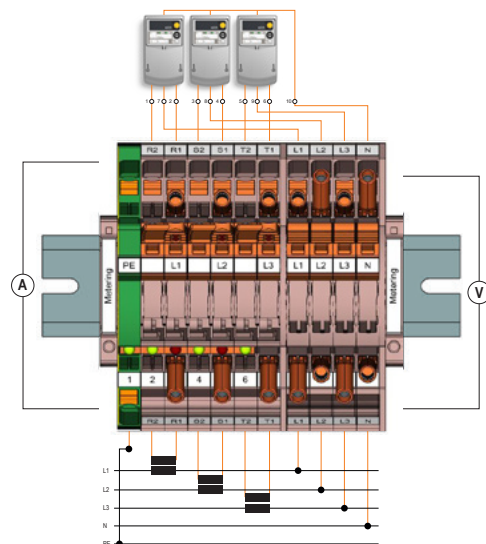 1 7 2 3 8 4 5 9 6 10
R2 R1 S2 S1 T2 T1 L1 L2 L3 N
A
V
Metering
Metering
PE L1 L2 L3 L1 L2 L3 N
1 2 4 6
R2 R1 S2 S1 T2 T1 L1 L2 L3 N
L1
L2
L3
N
PE